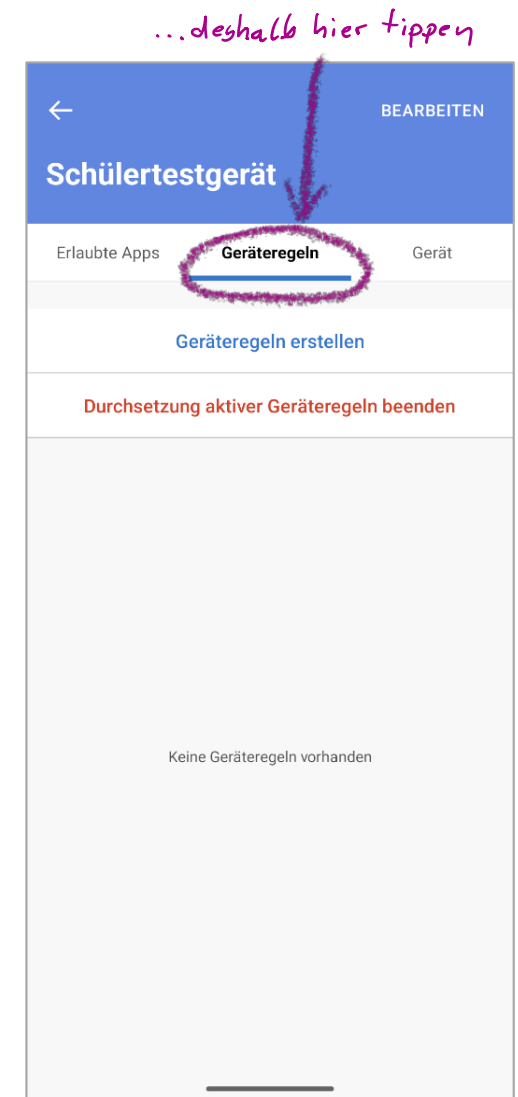 ...deshalb hier tippen
BEARBEITEN
Schülertestgerät
Erlaubte Apps Geräteregeln Gerät
Geräteregeln erstellen
Durchsetzung aktiver Geräteregeln beenden
Keine Geräteregeln vorhanden